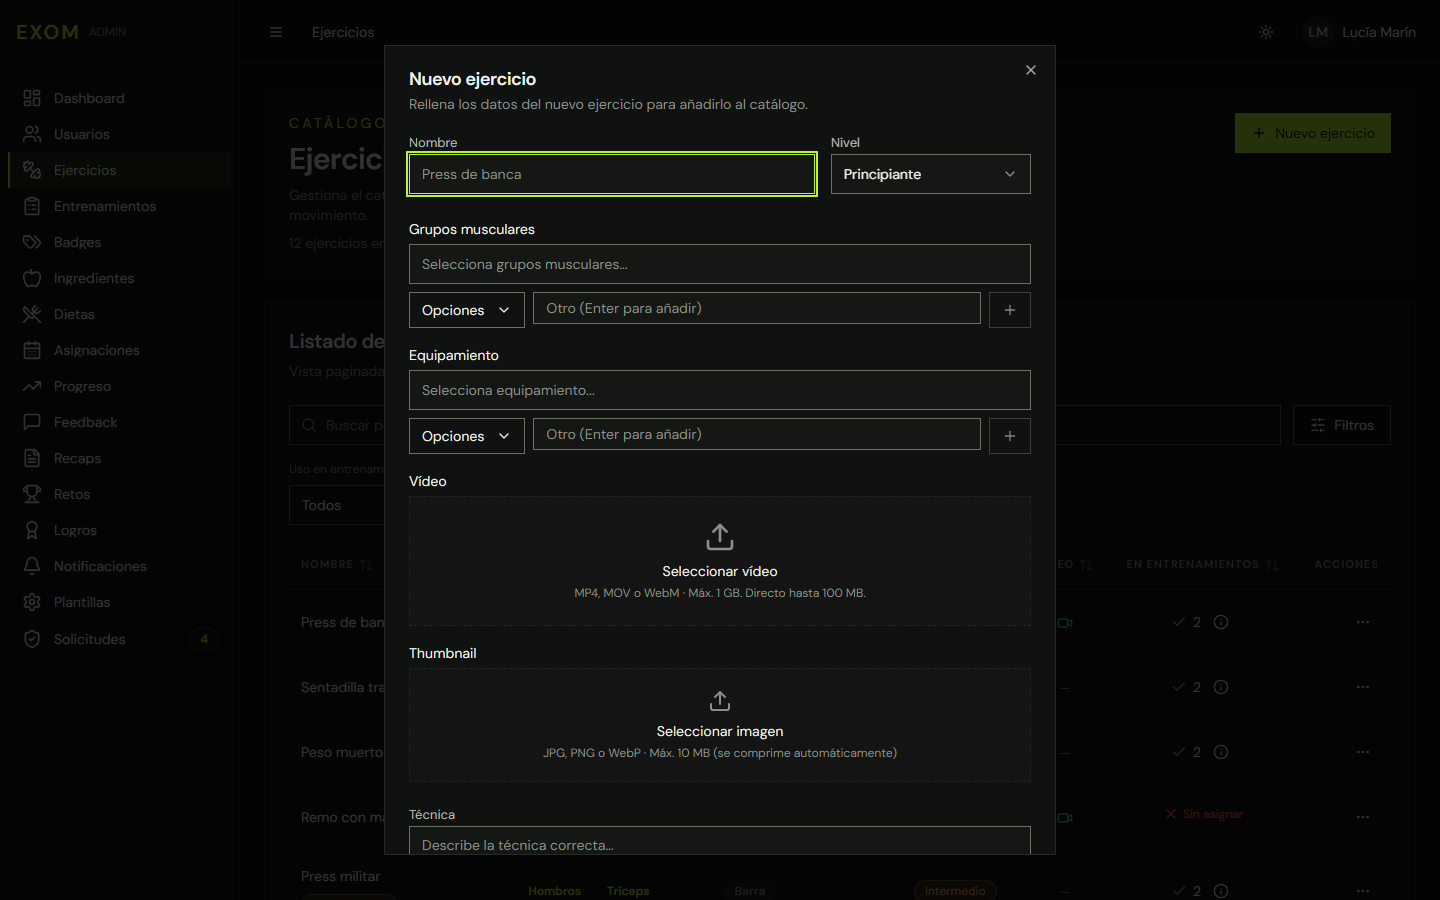 EXOM ADMIN
Ejercicios
LM Lucía Marín
Dashboard
Usuarios
Ejercicios
Entrenamientos
Badges
Ingredientes
Dietas
Asignaciones
Progreso
Feedback
Recaps
Retos
Logros
Notificaciones
Plantillas
Solicitudes 4
CATÁLOGO
Ejercici
Gestiona el cat
movimiento.
12 ejercicios en
Nuevo ejercicio
Listado de
Vista paginada
Buscar p
Filtros
Uso en entrenam
Todos
NOMBRE
EO
EN ENTRENAMIENTOS
ACCIONES
Press de ban
2
Sentadilla tra
– 2
Peso muerto
– 2
Remo con ma
Sin asignar
Press militar
Hombros Tríceps Barra Intermedio – 2
Nuevo ejercicio
Rellena los datos del nuevo ejercicio para añadirlo al catálogo.
Nombre
Press de banca
Nivel
Principiante
Grupos musculares
Selecciona grupos musculares...
Opciones
Otro (Enter para añadir)
Equipamiento
Selecciona equipamiento...
Opciones
Otro (Enter para añadir)
Vídeo
Seleccionar vídeo
MP4, MOV o WebM · Máx. 1 GB. Directo hasta 100 MB.
Thumbnail
Seleccionar imagen
JPG, PNG o WebP · Máx. 10 MB (se comprime automáticamente)
Técnica
Describe la técnica correcta...